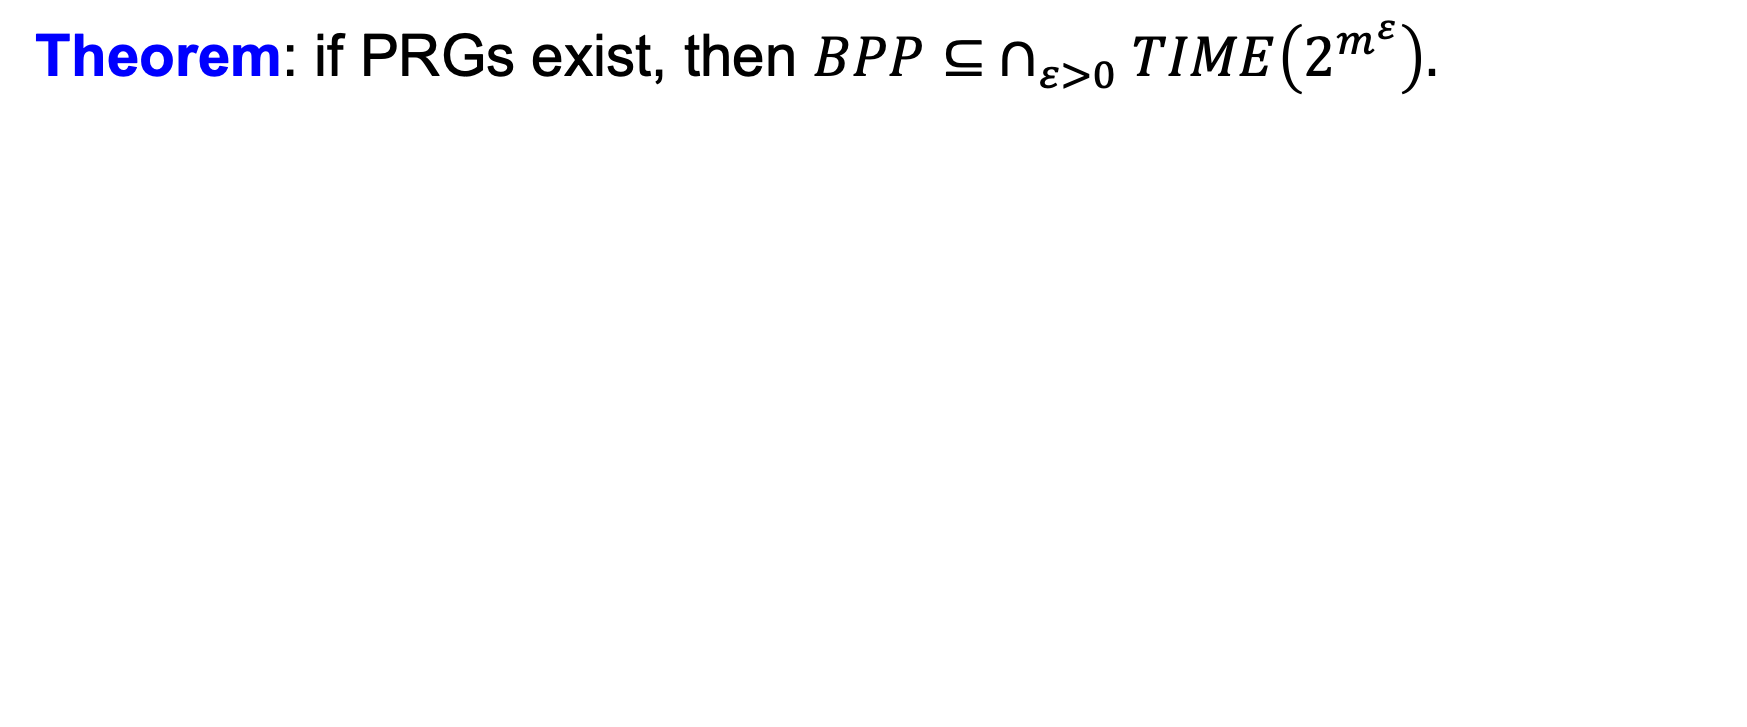 Theorem: if PRGs exist, then 𝐵𝑃𝑃 ⊆ ∩_{ε>0} 𝑇𝐼𝑀𝐸(2^{𝑚^ε}).